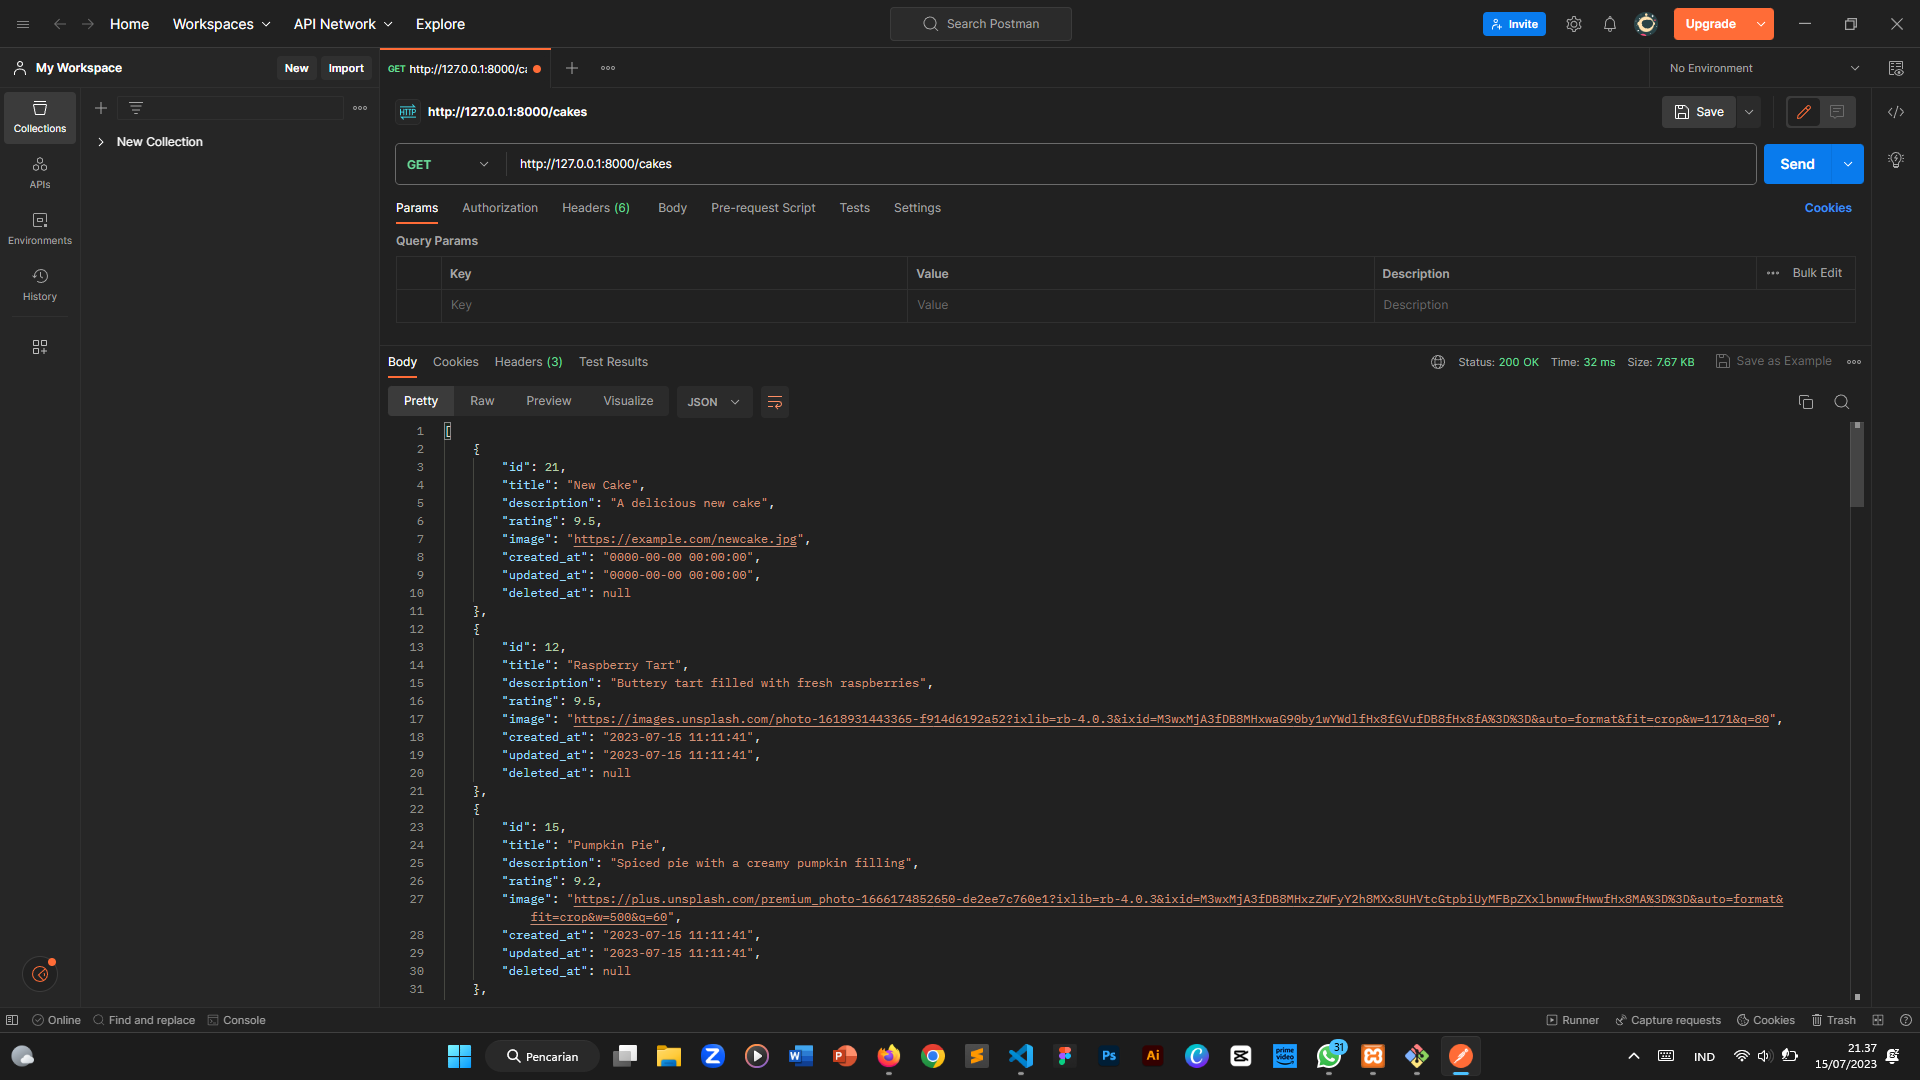 Home Workspaces API Network Explore Search Postman Invite Upgrade
My Workspace New Import GET http://127.0.0.1:8000/ca No Environment
http://127.0.0.1:8000/cakes Save
Collections
New Collection
GET http://127.0.0.1:8000/cakes Send
APIs
Params Authorization Headers (6) Body Pre-request Script Tests Settings Cookies
Environments
Query Params
Key Value Description Bulk Edit
History
Key Value Description
Body Cookies Headers (3) Test Results Status: 200 OK Time: 32 ms Size: 7.67 KB Save as Example
Pretty Raw Preview Visualize JSON
1 [
2 {
3 "id": 21,
4 "title": "New Cake",
5 "description": "A delicious new cake",
6 "rating": 9.5,
7 "image": "https://example.com/newcake.jpg",
8 "created_at": "0000-00-00 00:00:00",
9 "updated_at": "0000-00-00 00:00:00",
10 "deleted_at": null
11 },
12 {
13 "id": 12,
14 "title": "Raspberry Tart",
15 "description": "Buttery tart filled with fresh raspberries",
16 "rating": 9.5,
17 "image": "https://images.unsplash.com/photo-1618931443365-f914d6192a52?ixlib=rb-4.0.3&ixid=M3wxMjA3fDB8MHxwaG90by1wYWdlfHx8fGVufDB8fHx8fA%3D%3D&auto=format&fit=crop&w=1171&q=80",
18 "created_at": "2023-07-15 11:11:41",
19 "updated_at": "2023-07-15 11:11:41",
20 "deleted_at": null
21 },
22 {
23 "id": 15,
24 "title": "Pumpkin Pie",
25 "description": "Spiced pie with a creamy pumpkin filling",
26 "rating": 9.2,
27 "image": "https://plus.unsplash.com/premium_photo-1666174852650-de2ee7c760e1?ixlib=rb-4.0.3&ixid=M3wxMjA3fDB8MHxzZWFyY2h8MXx8UHVtcGtpbiUyMFBpZXxlbnwwfHwwfHx8MA%3D%3D&auto=format&
fit=crop&w=500&q=60",
28 "created_at": "2023-07-15 11:11:41",
29 "updated_at": "2023-07-15 11:11:41",
30 "deleted_at": null
31 },
Online Find and replace Console Runner Capture requests Cookies Trash
Pencarian 31 IND 21.37
15/07/2023